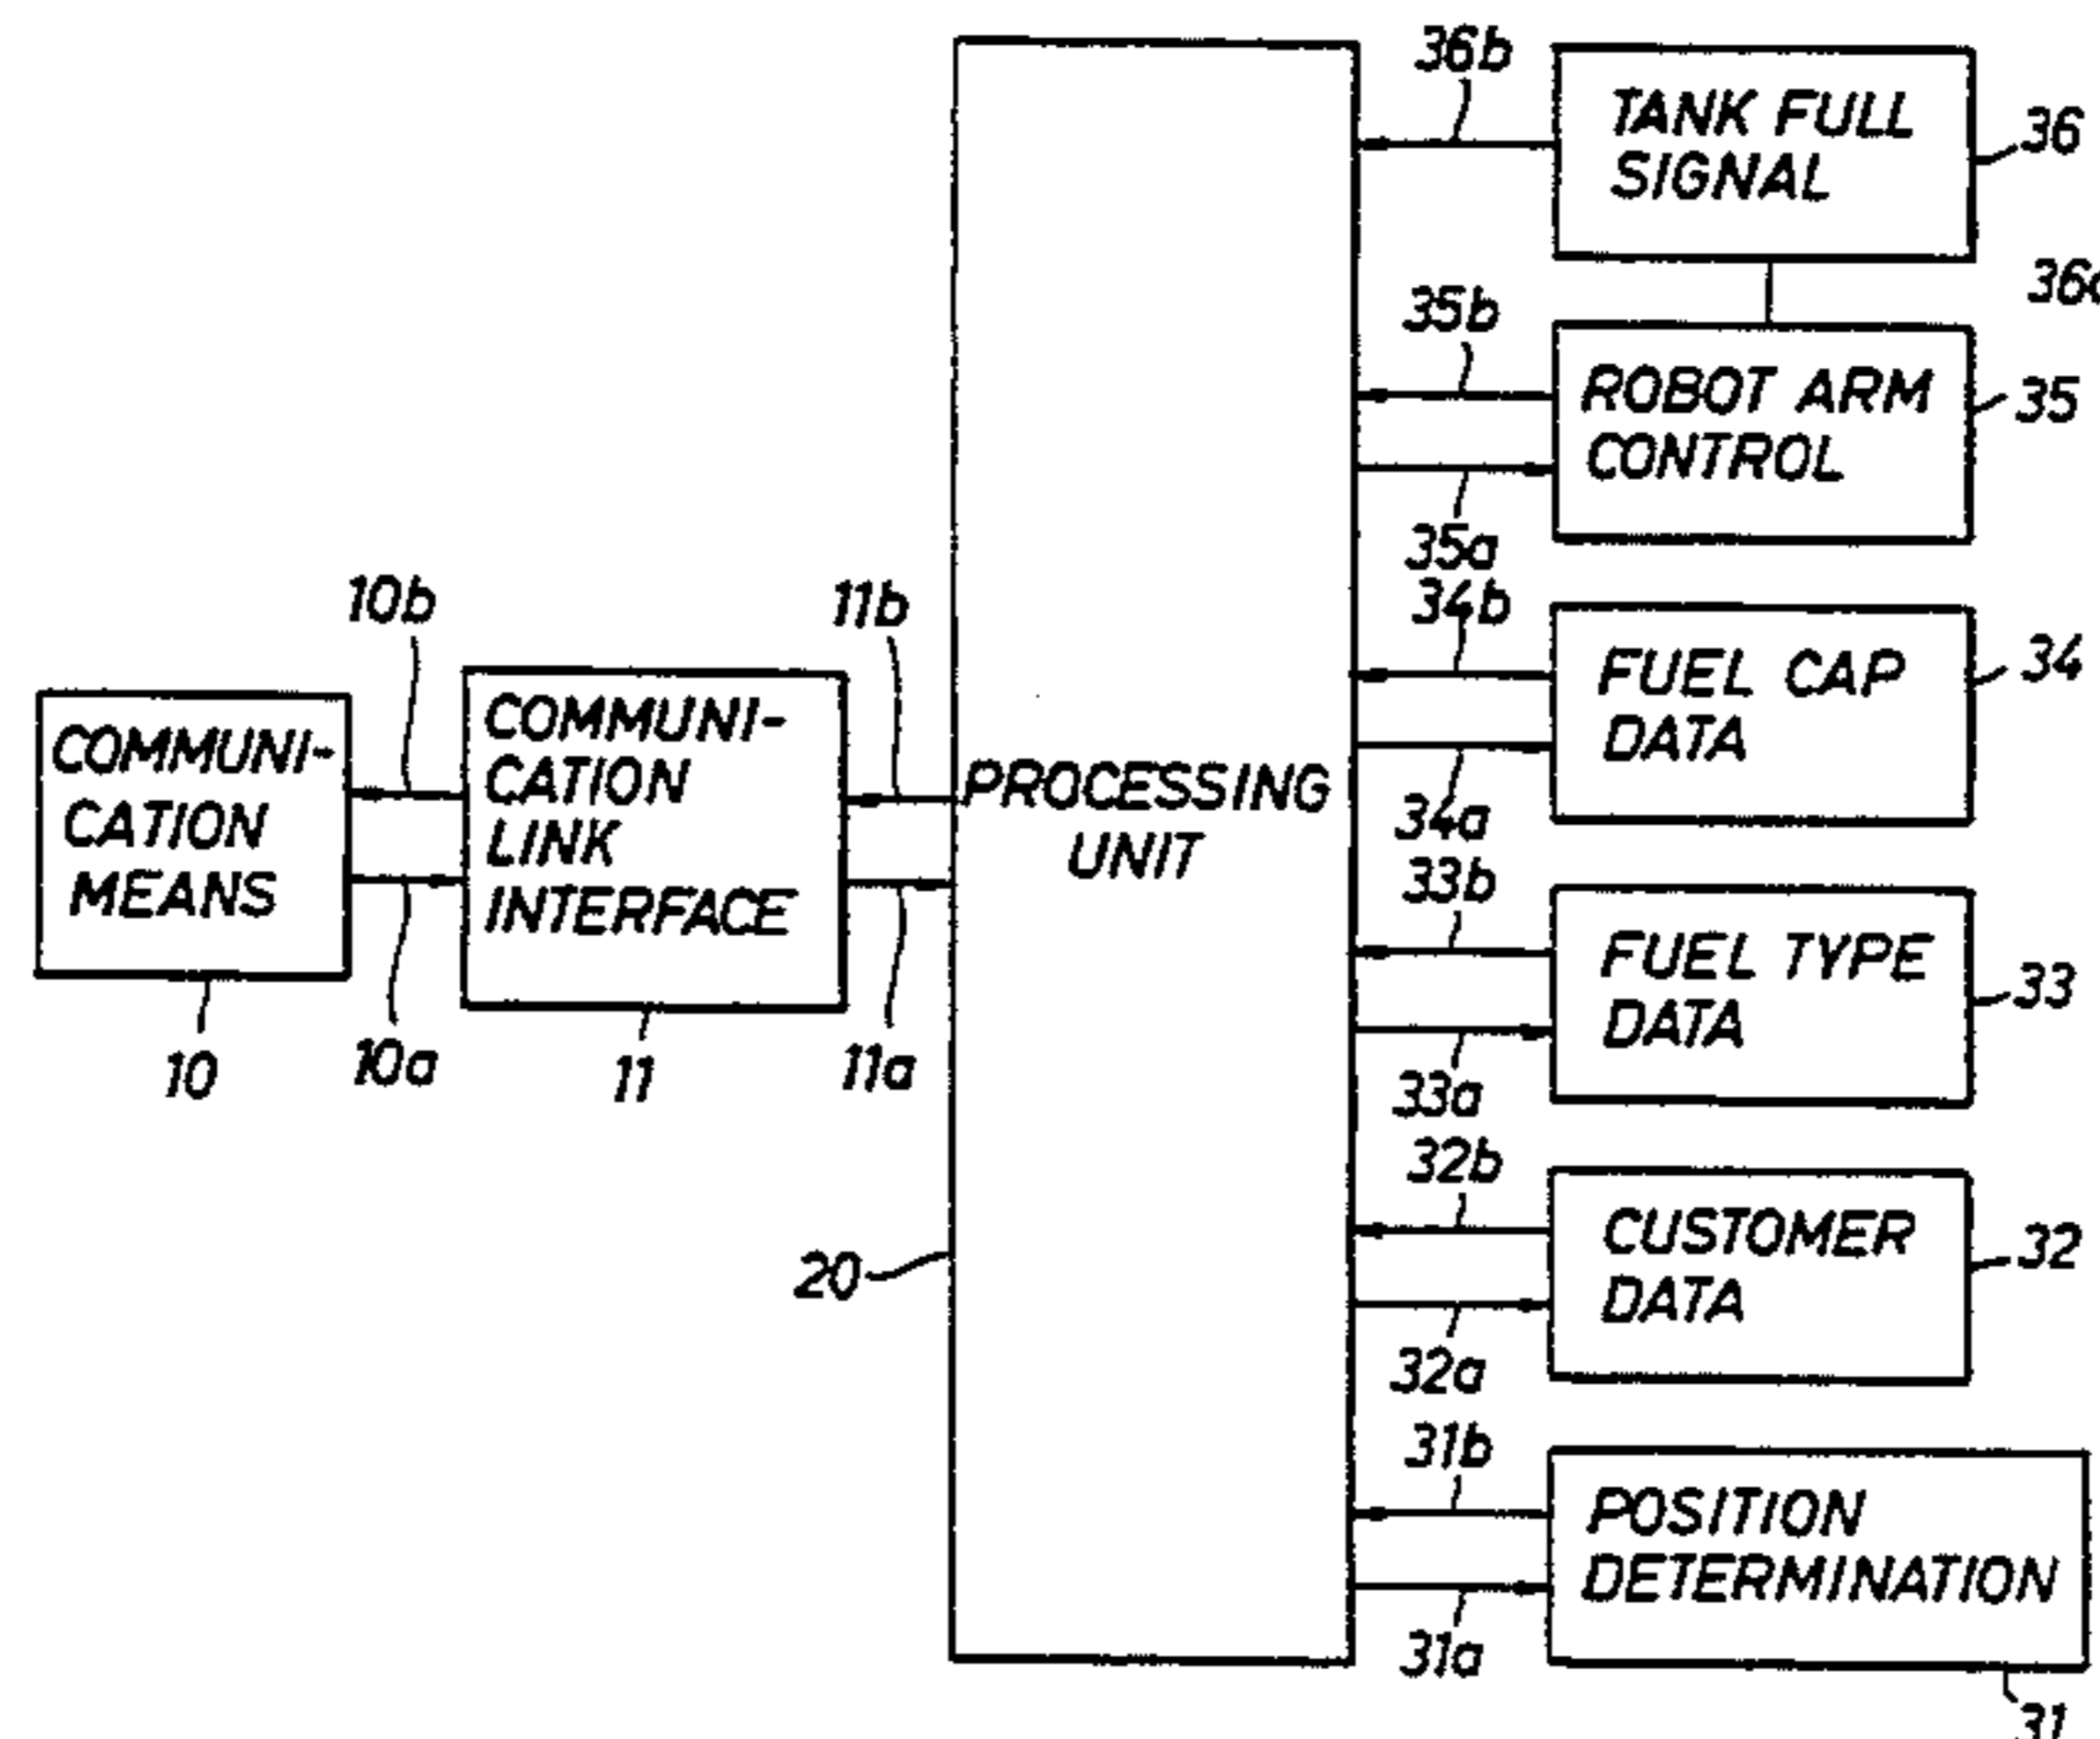 36b
TANK FULL
SIGNAL
36
35b
ROBOT ARM
CONTROL
35
35a
34b
FUEL CAP
DATA
34
34a
33b
FUEL TYPE
DATA
33
33a
32b
CUSTOMER
DATA
32
32a
31b
POSITION
DETERMINATION
31a
31
PROCESSING
UNIT
20
10b
COMMUNI-
CATION
MEANS
10
10a
11b
COMMUNI-
CATION
LINK
INTERFACE
11
11a